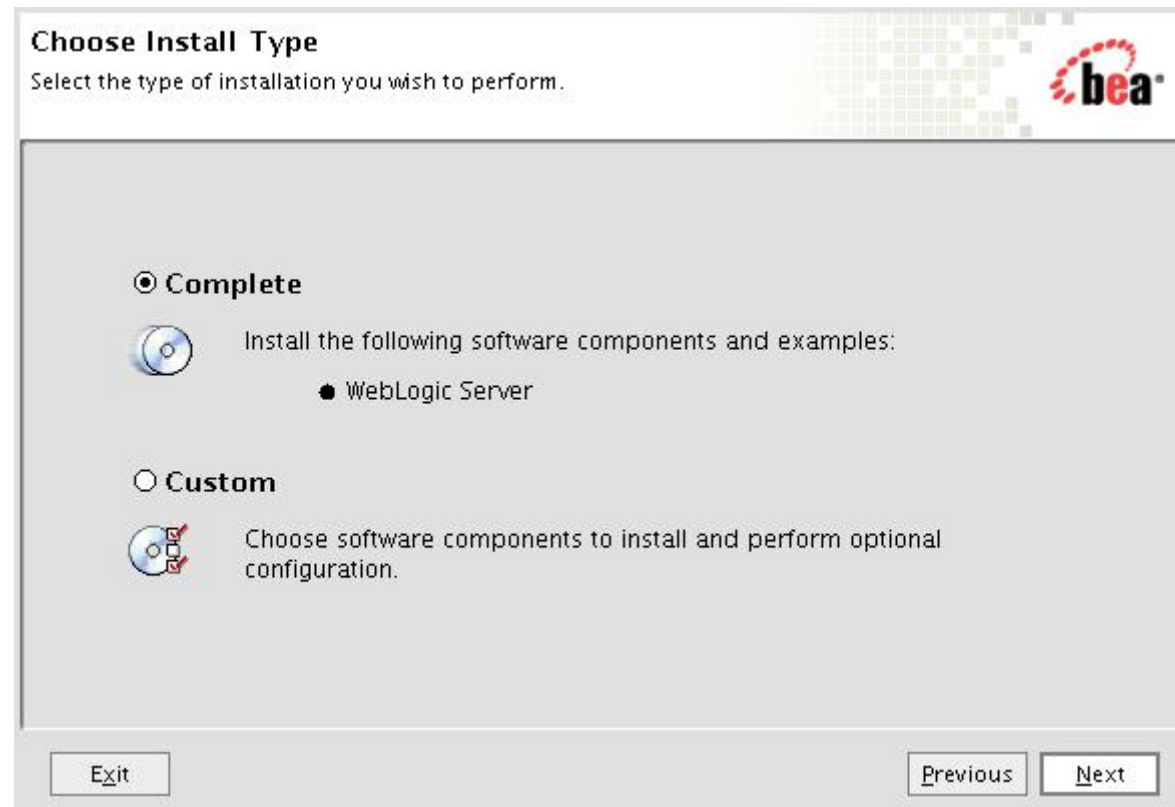 Choose Install Type
Select the type of installation you wish to perform.
bea
Complete
Install the following software components and examples:
WebLogic Server
Custom
Choose software components to install and perform optional
configuration.
Exit
Previous
Next